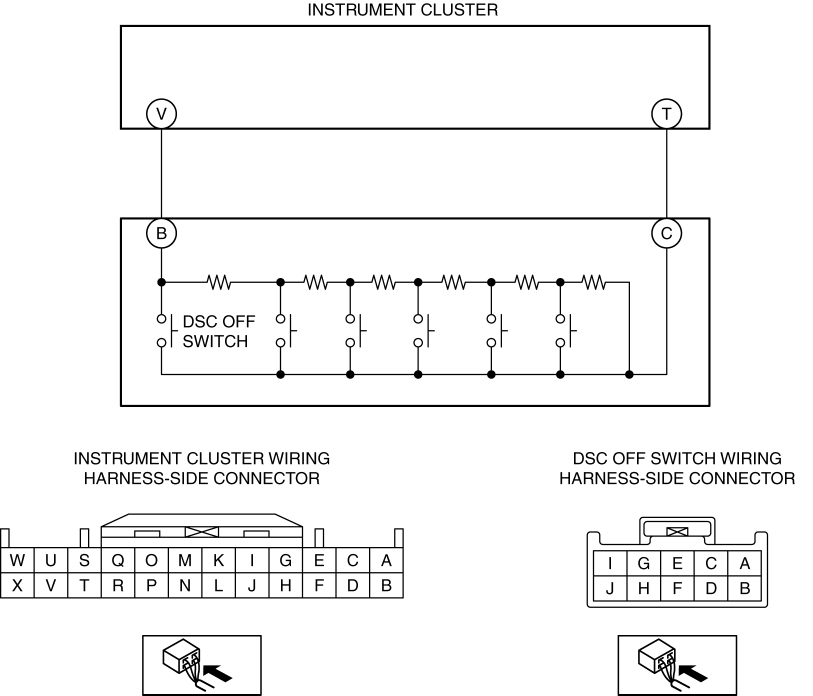 INSTRUMENT CLUSTER
V T
B C
DSC OFF
SWITCH
INSTRUMENT CLUSTER WIRING
HARNESS-SIDE CONNECTOR
W U S Q O M K I G E C A
X V T R P N L J H F D B
DSC OFF SWITCH WIRING
HARNESS-SIDE CONNECTOR
I G E C A
J H F D B